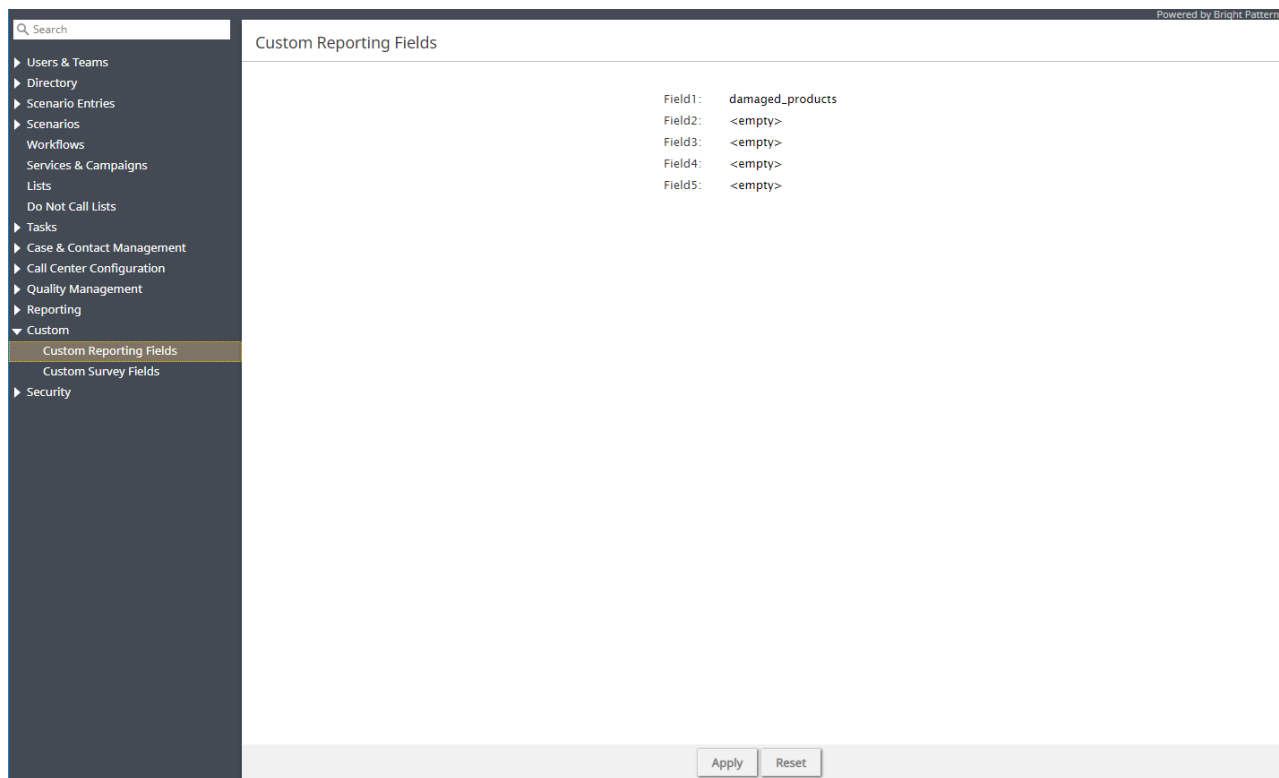 Powered by Bright Pattern
Search
Users & Teams
Directory
Scenario Entries
Scenarios
Workflows
Services & Campaigns
Lists
Do Not Call Lists
Tasks
Case & Contact Management
Call Center Configuration
Quality Management
Reporting
Custom
Custom Reporting Fields
Custom Survey Fields
Security
Custom Reporting Fields
Field1: damaged_products
Field2: <empty>
Field3: <empty>
Field4: <empty>
Field5: <empty>
Apply Reset